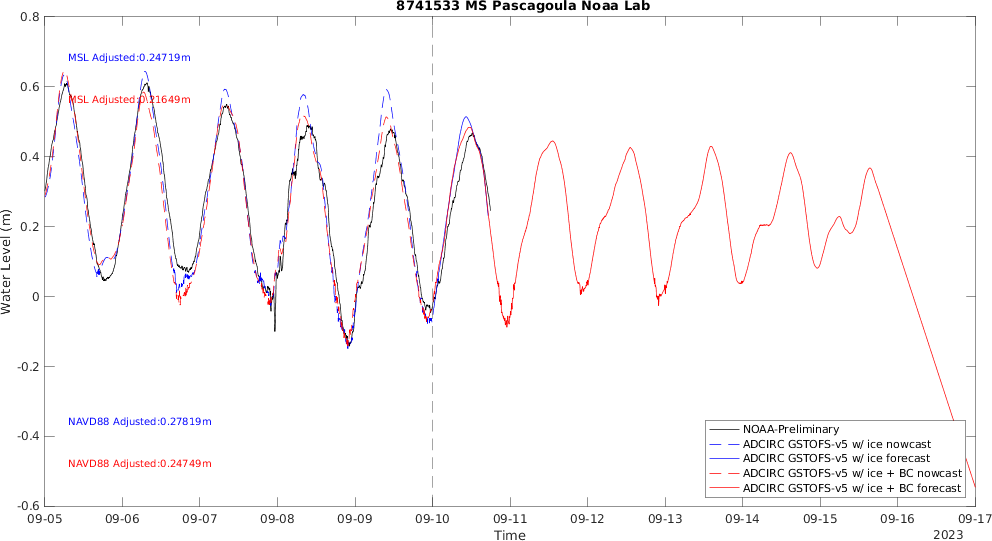 8741533 MS Pascagoula Noaa Lab
0.8
0.6
0.4
0.2
0
-0.2
-0.4
-0.6
Water Level (m)
MSL Adjusted:0.24719m
MSL Adjusted:0.21649m
NAVD88 Adjusted:0.27819m
NAVD88 Adjusted:0.24749m
NOAA-Preliminary
ADCIRC GSTOFS-v5 w/ ice nowcast
ADCIRC GSTOFS-v5 w/ ice forecast
ADCIRC GSTOFS-v5 w/ ice + BC nowcast
ADCIRC GSTOFS-v5 w/ ice + BC forecast
09-05 09-06 09-07 09-08 09-09 09-10 09-11 09-12 09-13 09-14 09-15 09-16 09-17
Time
2023